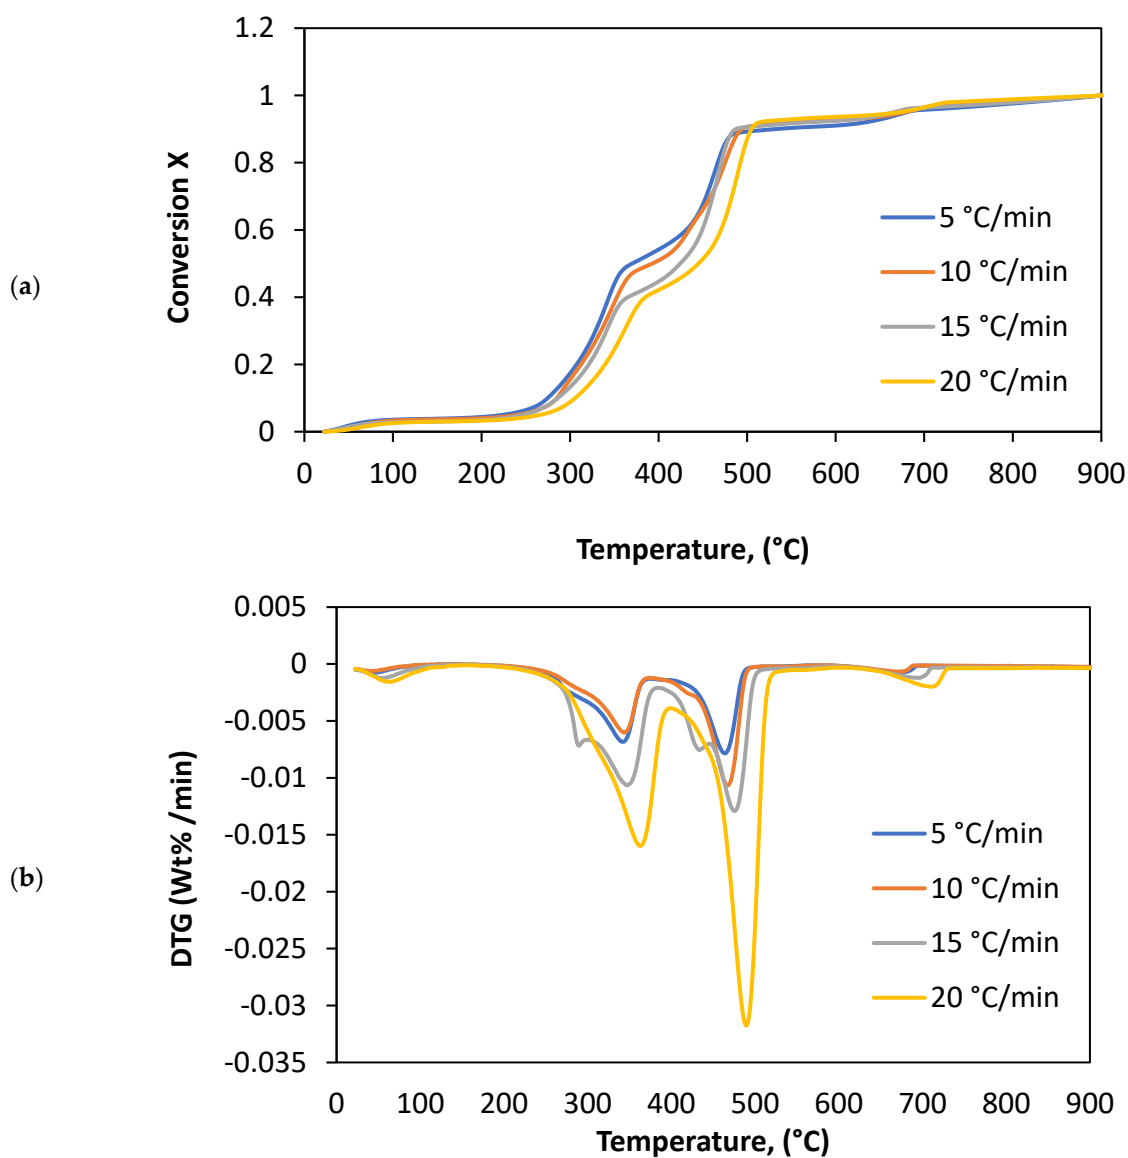 1.2
1
0.8
0.6
0.4
0.2
0
Conversion X
(a)
5 °C/min
10 °C/min
15 °C/min
20 °C/min
0 100 200 300 400 500 600 700 800 900
Temperature, (°C)
0.005
0
-0.005
-0.01
-0.015
-0.02
-0.025
-0.03
-0.035
DTG (Wt% /min)
(b)
5 °C/min
10 °C/min
15 °C/min
20 °C/min
0 100 200 300 400 500 600 700 800 900
Temperature, (°C)